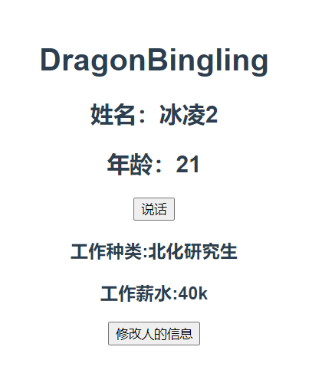 DragonBingling
姓名：冰凌2
年龄：21
说话
工作种类:北化研究生
工作薪水:40k
修改人的信息